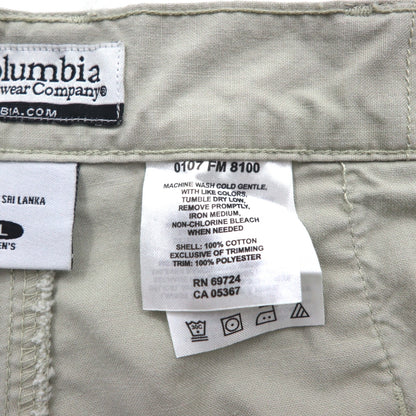 olumbia
wear Company®
BIA.COM
SRI LANKA
L
EN'S
0107 FM 8100
MACHINE WASH COLD GENTLE,
WITH LIKE COLORS,
TUMBLE DRY LOW,
REMOVE PROMPTLY,
IRON MEDIUM,
NON-CHLORINE BLEACH
WHEN NEEDED
SHELL: 100% COTTON
EXCLUSIVE OF TRIMMING
TRIM: 100% POLYESTER
RN 69724
CA 05367